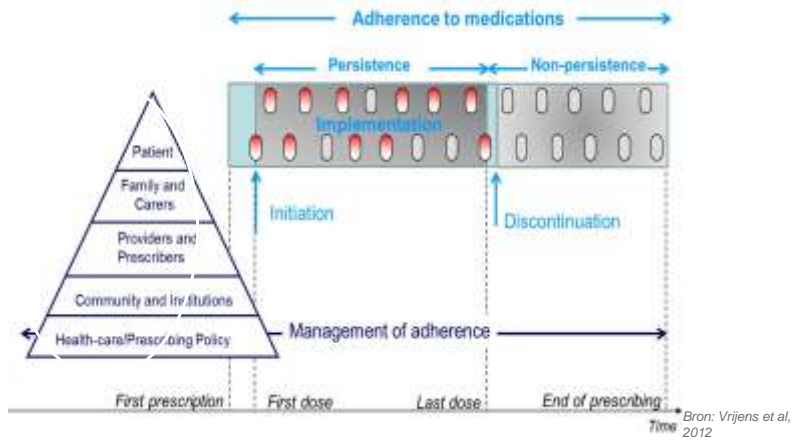 Adherence to medications
Persistence
Non-persistence
Implementation
Patient
Family and
Carers
Providers and
Prescribers
Community and Institutions
Health-care/Prescribing Policy
Initiation
Discontinuation
Management of adherence
First prescription
First dose
Last dose
End of prescribing
Time
Bron: Vrijens et al,
2012